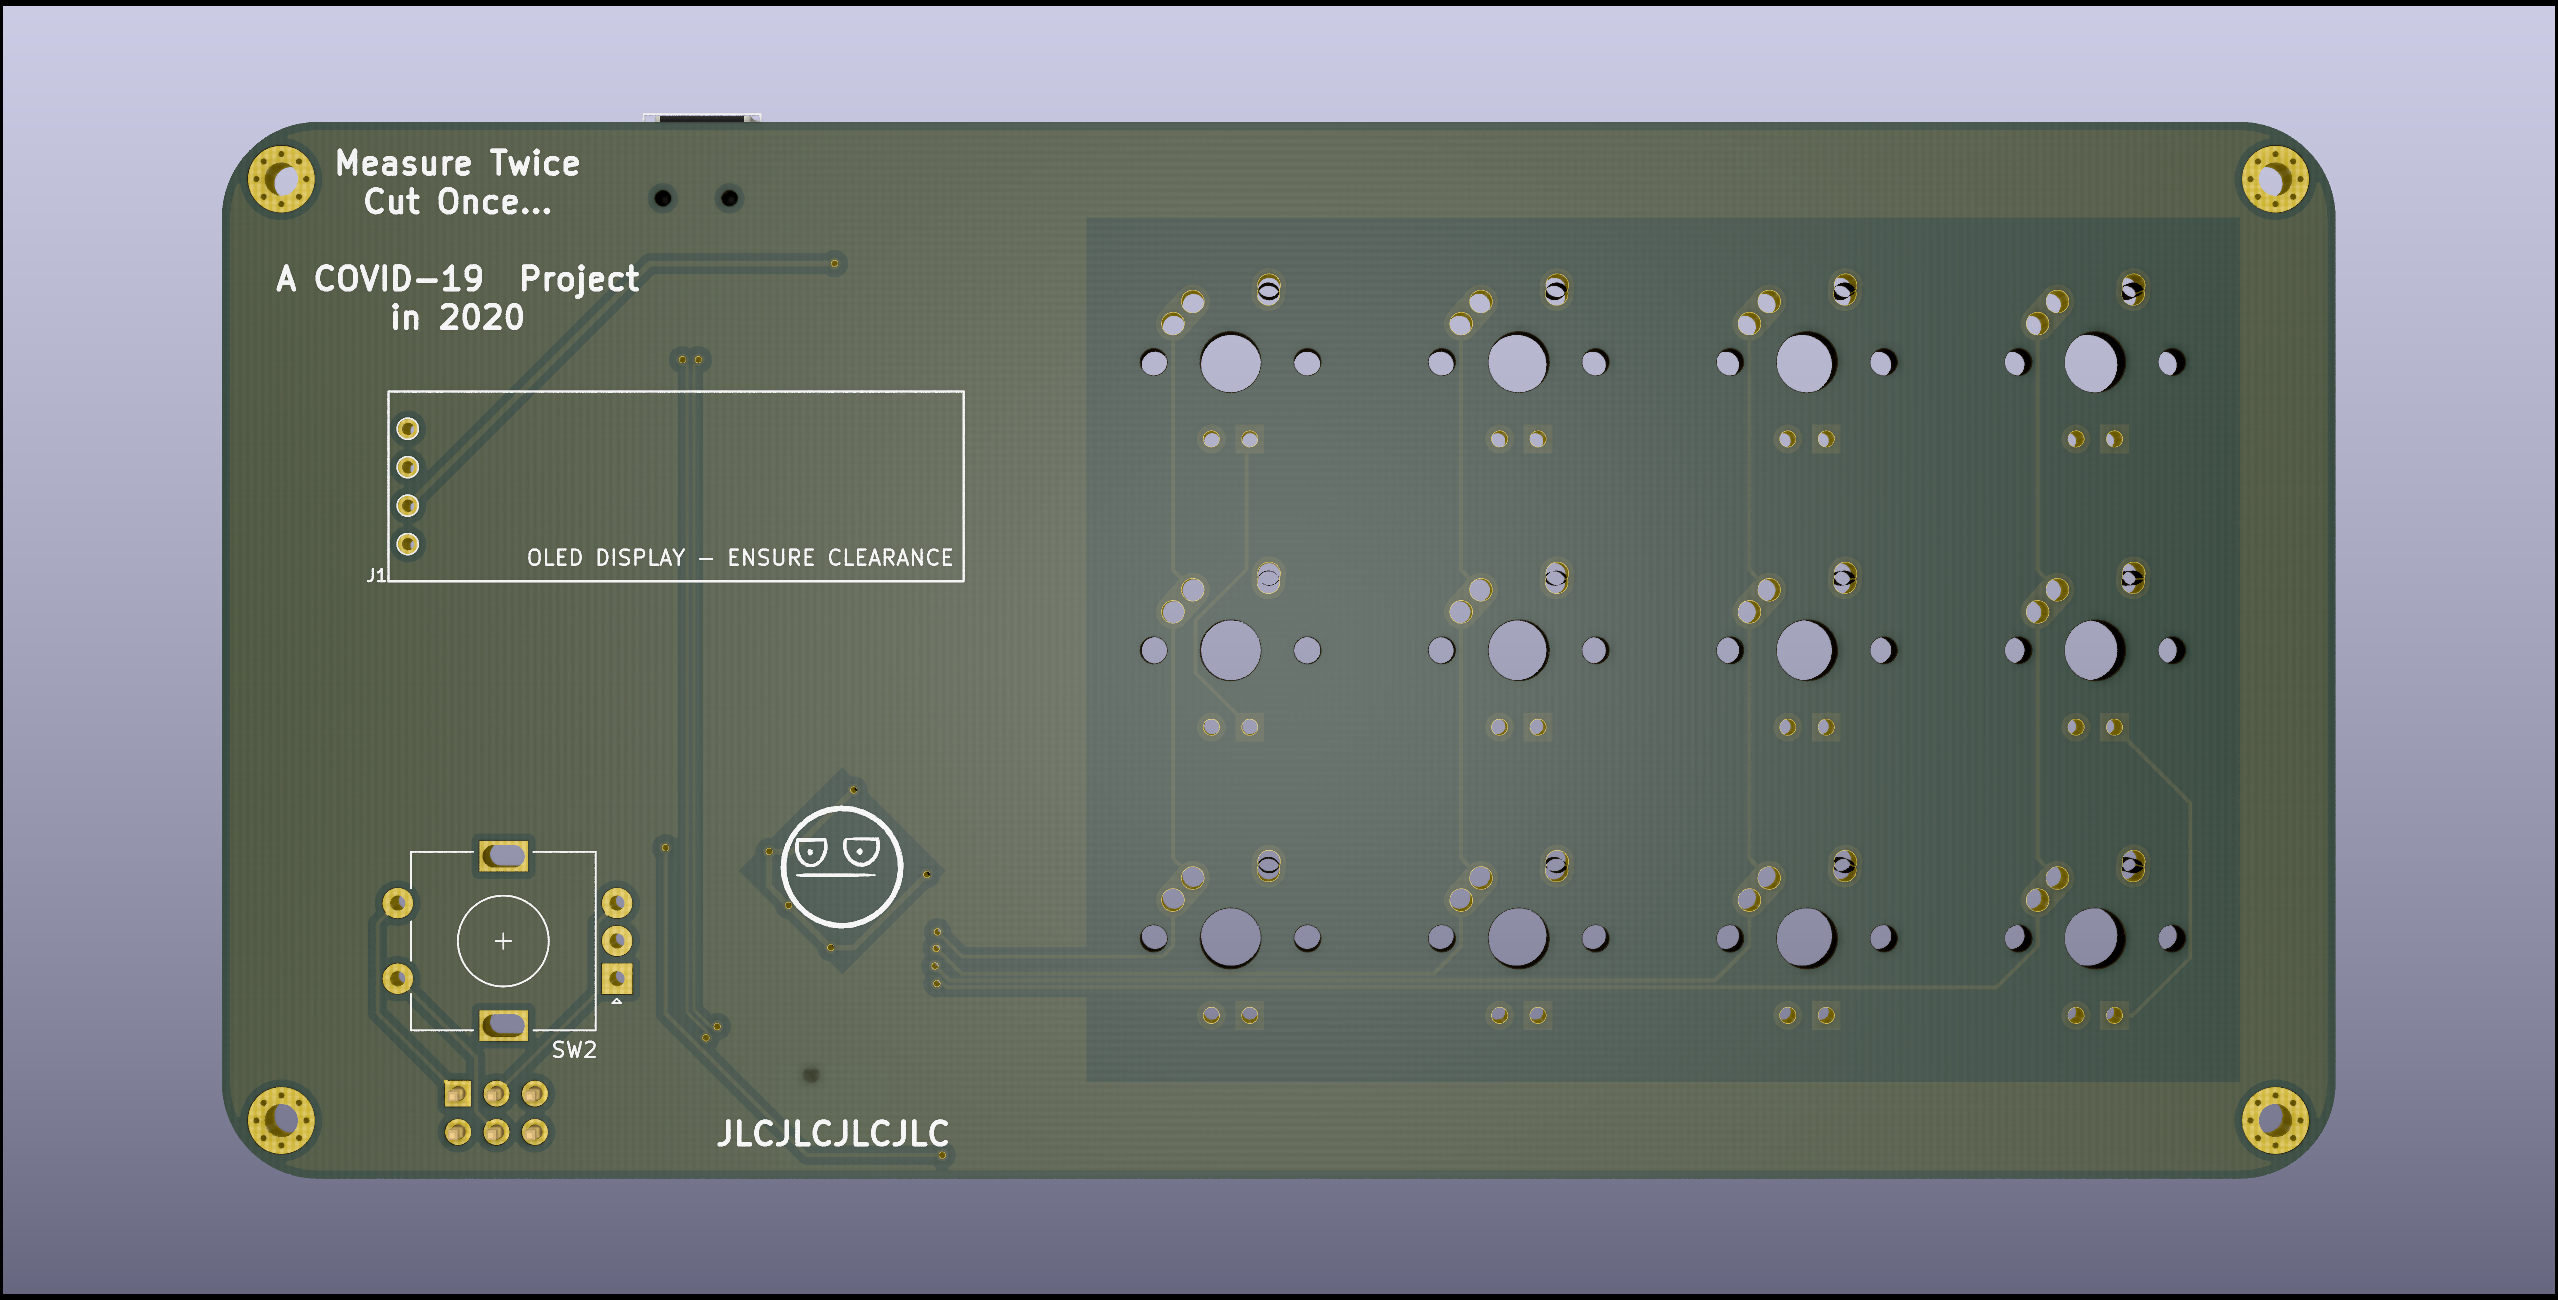 Measure Twice
Cut Once...
A COVID-19  Project
in 2020
OLED DISPLAY – ENSURE CLEARANCE
J1
SW2
JLCJLCJLCJLC